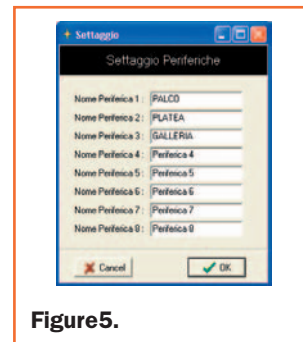 Settaggio
Settaggio Periferiche
Nome Periferica 1 : PALCO
Nome Periferica 2 : PLATEA
Nome Periferica 3 : GALLERIA
Nome Periferica 4 : Periferica 4
Nome Periferica 5 : Periferica 5
Nome Periferica 6 : Periferica 6
Nome Periferica 7 : Periferica 7
Nome Periferica 8 : Periferica 8
Cancel OK
Figure5.